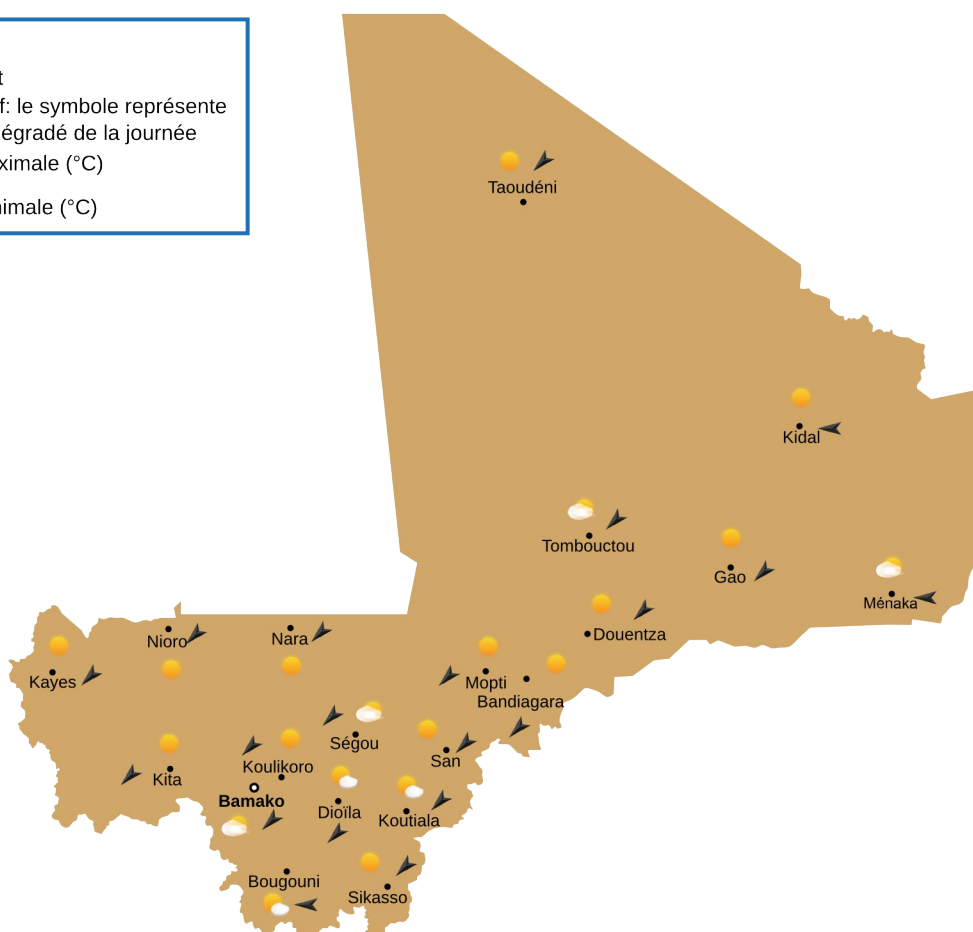 t
f: le symbole représente
égradé de la journée
ximale (°C)
nimale (°C)
Taoudéni
Kidal
Tombouctou
Gao
Ménaka
Nioro
Nara
Douentza
Kayes
Mopti
Bandiagara
Ségou
San
Koulikoro
Kita
Bamako
Dioïla
Koutiala
Bougouni
Sikasso